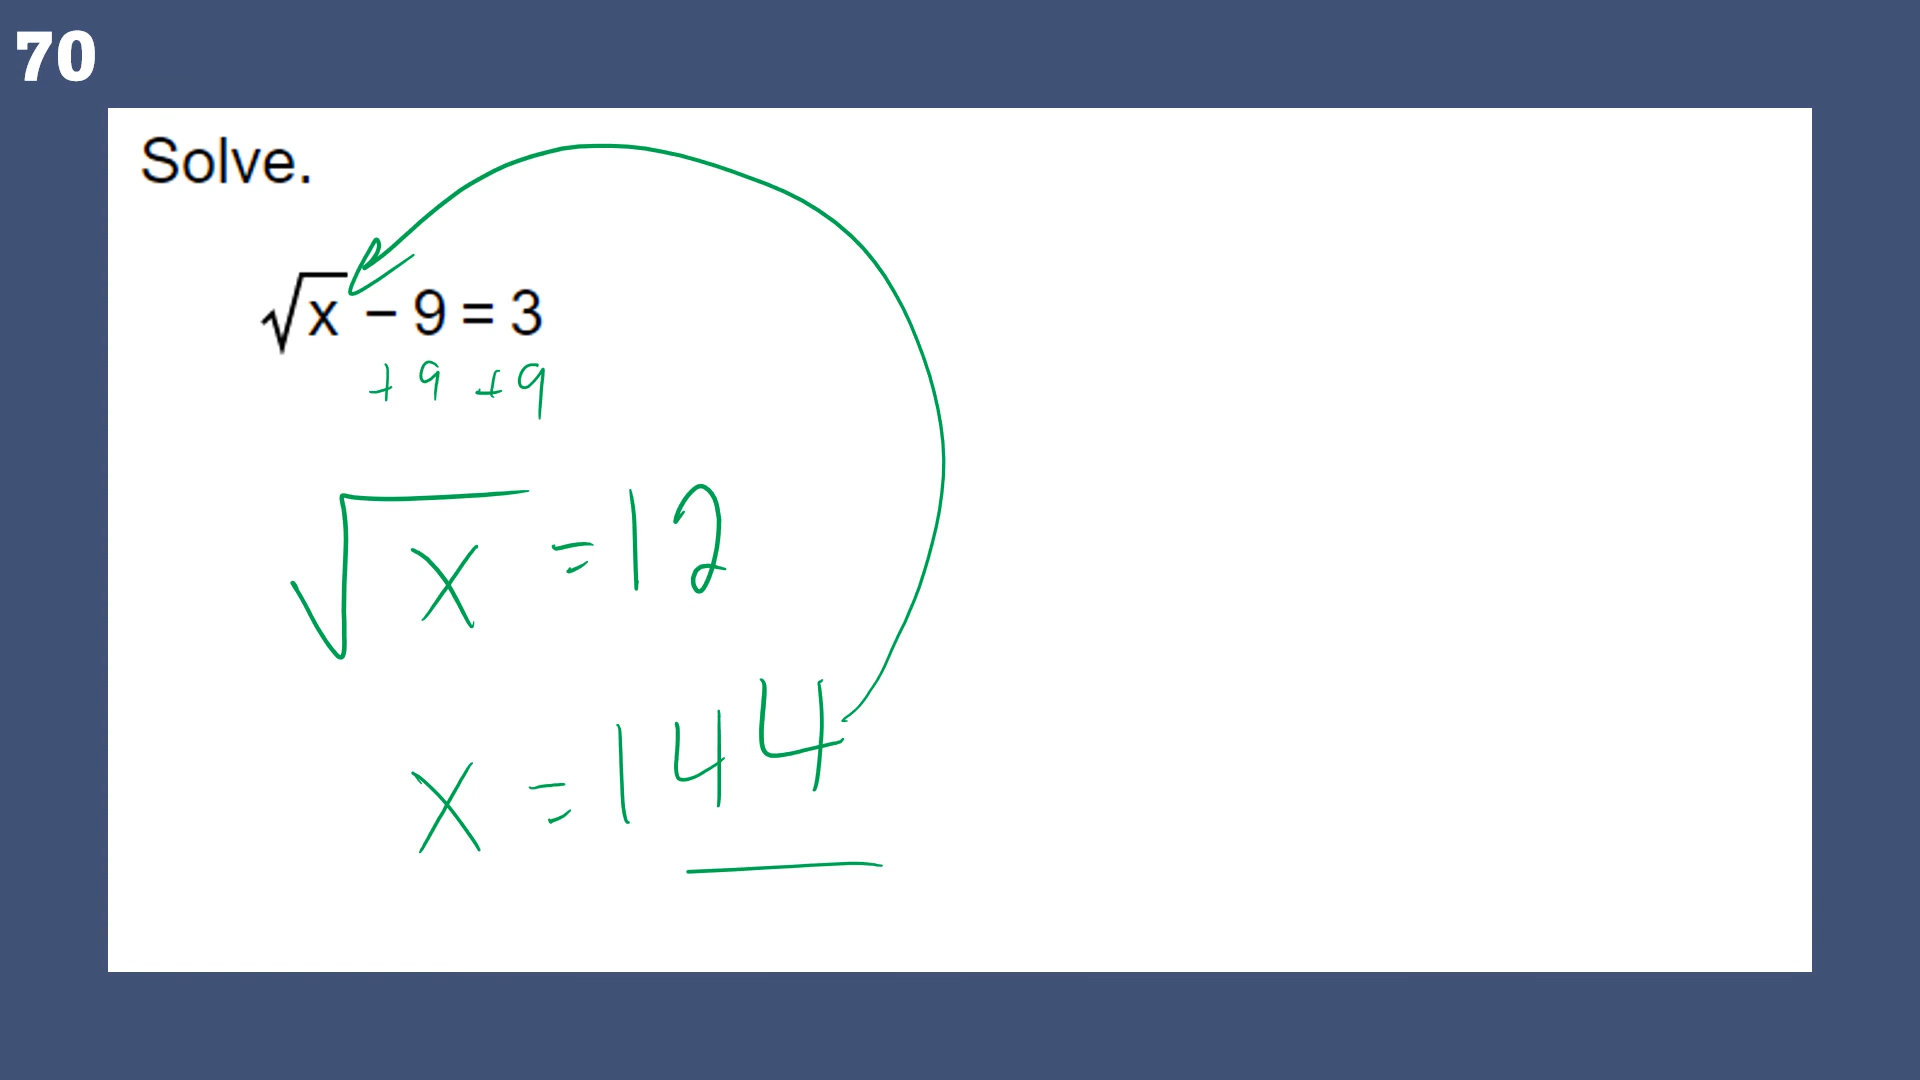 70
Solve.
√x − 9 = 3
+9 +9
√x = 12
x = 144